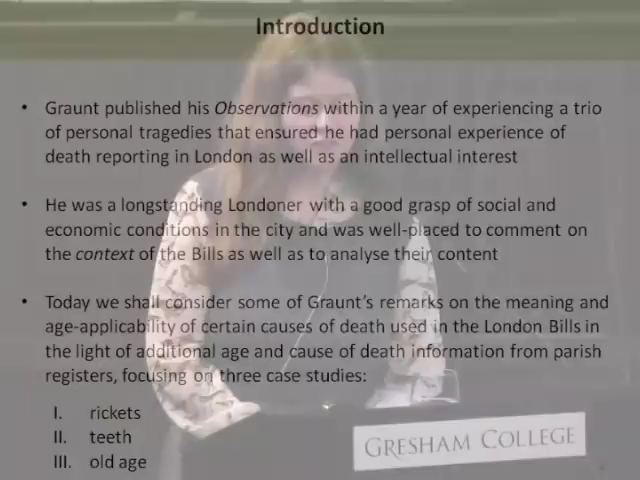 Introduction
• Graunt published his Observations within a year of experiencing a trio
of personal tragedies that ensured he had personal experience of
death reporting in London as well as an intellectual interest
• He was a longstanding Londoner with a good grasp of social and
economic conditions in the city and was well-placed to comment on
the context of the Bills as well as to analyse their content
• Today we shall consider some of Graunt's remarks on the meaning and
age-applicability of certain causes of death used in the London Bills in
the light of additional age and cause of death information from parish
registers, focusing on three case studies:
I. rickets
II. teeth
III. old age
GRESHAM COLLEGE